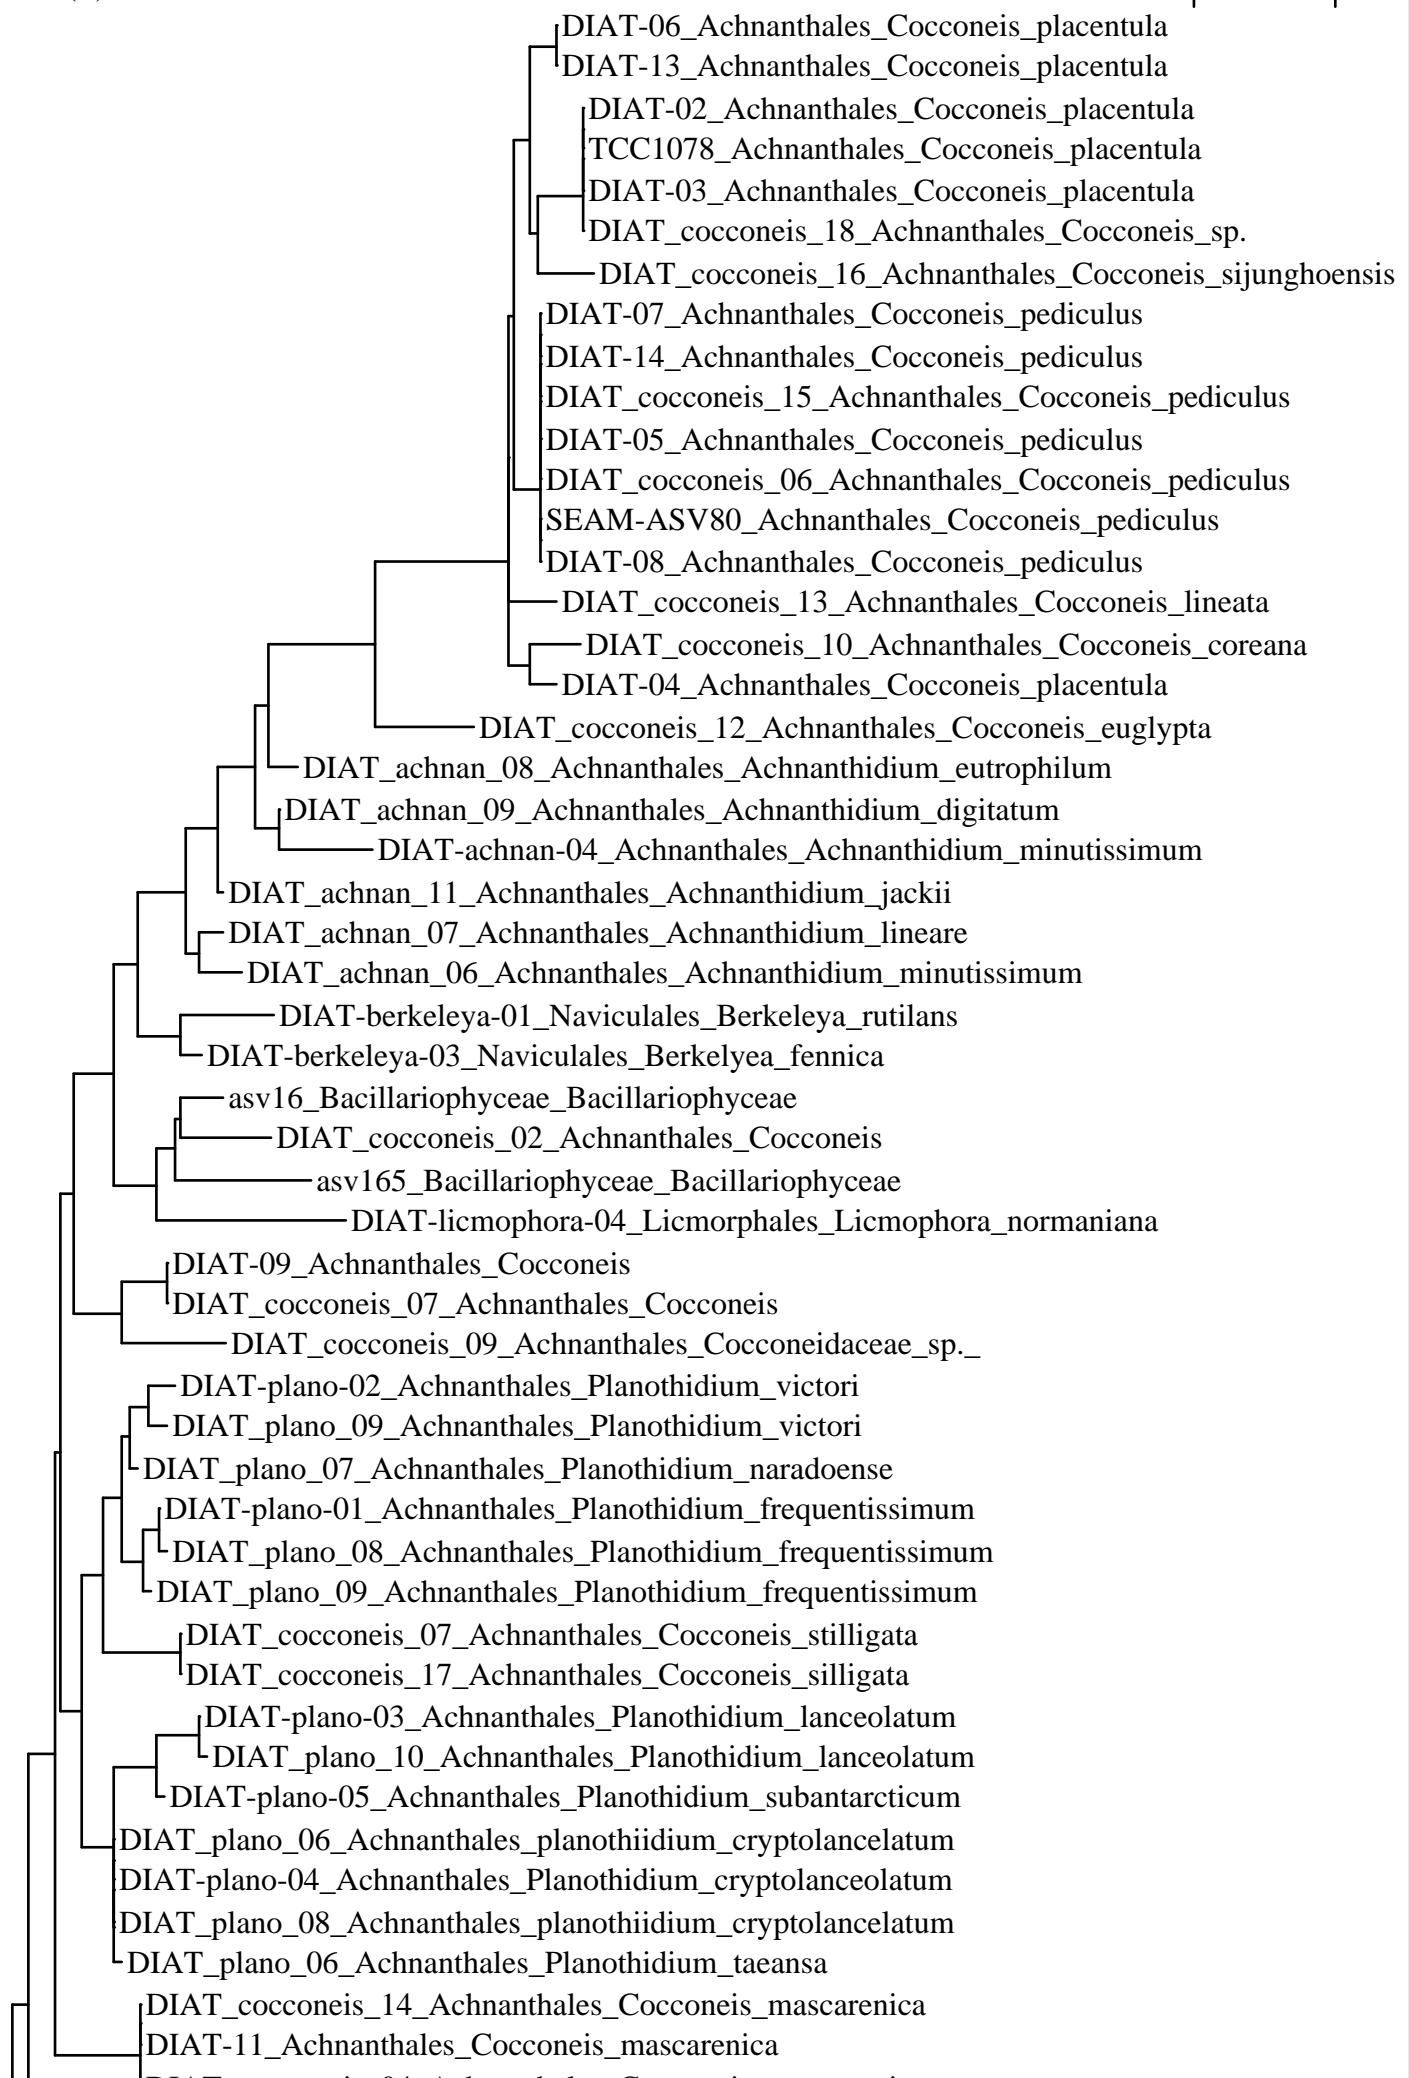 DIAT-06_Achnanthales_Cocconeis_placentula
DIAT-13_Achnanthales_Cocconeis_placentula
DIAT-02_Achnanthales_Cocconeis_placentula
TCC1078_Achnanthales_Cocconeis_placentula
DIAT-03_Achnanthales_Cocconeis_placentula
DIAT_cocconeis_18_Achnanthales_Cocconeis_sp.
DIAT_cocconeis_16_Achnanthales_Cocconeis_sijunghoensis
DIAT-07_Achnanthales_Cocconeis_pediculus
DIAT-14_Achnanthales_Cocconeis_pediculus
DIAT_cocconeis_15_Achnanthales_Cocconeis_pediculus
DIAT-05_Achnanthales_Cocconeis_pediculus
DIAT_cocconeis_06_Achnanthales_Cocconeis_pediculus
SEAM-ASV80_Achnanthales_Cocconeis_pediculus
DIAT-08_Achnanthales_Cocconeis_pediculus
DIAT_cocconeis_13_Achnanthales_Cocconeis_lineata
DIAT_cocconeis_10_Achnanthales_Cocconeis_coreana
DIAT-04_Achnanthales_Cocconeis_placentula
DIAT_cocconeis_12_Achnanthales_Cocconeis_euglypta
DIAT_achnan_08_Achnanthales_Achnanthidium_eutrophilum
DIAT_achnan_09_Achnanthales_Achnanthidium_digitatum
DIAT-achnan-04_Achnanthales_Achnanthidium_minutissimum
DIAT_achnan_11_Achnanthales_Achnanthidium_jackii
DIAT_achnan_07_Achnanthales_Achnanthidium_lineare
DIAT_achnan_06_Achnanthales_Achnanthidium_minutissimum
DIAT-berkeleya-01_Naviculales_Berkeleya_rutilans
DIAT-berkeleya-03_Naviculales_Berkelyea_fennica
asv16_Bacillariophyceae_Bacillariophyceae
DIAT_cocconeis_02_Achnanthales_Cocconeis
asv165_Bacillariophyceae_Bacillariophyceae
DIAT-licmophora-04_Licmorphales_Licmophora_normaniana
DIAT-09_Achnanthales_Cocconeis
DIAT_cocconeis_07_Achnanthales_Cocconeis
DIAT_cocconeis_09_Achnanthales_Cocconeidaceae_sp._
DIAT-plano-02_Achnanthales_Planothidium_victori
DIAT_plano_09_Achnanthales_Planothidium_victori
DIAT_plano_07_Achnanthales_Planothidium_naradoense
DIAT-plano-01_Achnanthales_Planothidium_frequentissimum
DIAT_plano_08_Achnanthales_Planothidium_frequentissimum
DIAT_plano_09_Achnanthales_Planothidium_frequentissimum
DIAT_cocconeis_07_Achnanthales_Cocconeis_stilligata
DIAT_cocconeis_17_Achnanthales_Cocconeis_silligata
DIAT-plano-03_Achnanthales_Planothidium_lanceolatum
DIAT_plano_10_Achnanthales_Planothidium_lanceolatum
DIAT-plano-05_Achnanthales_Planothidium_subantarcticum
DIAT_plano_06_Achnanthales_planothiidium_cryptolancelatum
DIAT-plano-04_Achnanthales_Planothidium_cryptolanceolatum
DIAT_plano_08_Achnanthales_planothiidium_cryptolancelatum
DIAT_plano_06_Achnanthales_Planothidium_taeansa
DIAT_cocconeis_14_Achnanthales_Cocconeis_mascarenica
DIAT-11_Achnanthales_Cocconeis_mascarenica